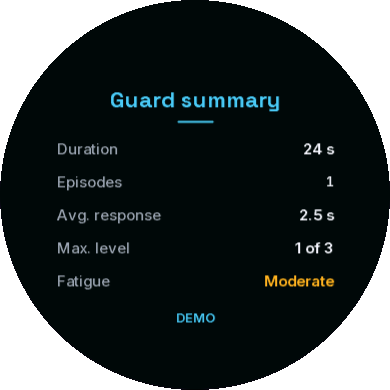 Guard summary
Duration 24 s
Episodes 1
Avg. response 2.5 s
Max. level 1 of 3
Fatigue Moderate
DEMO